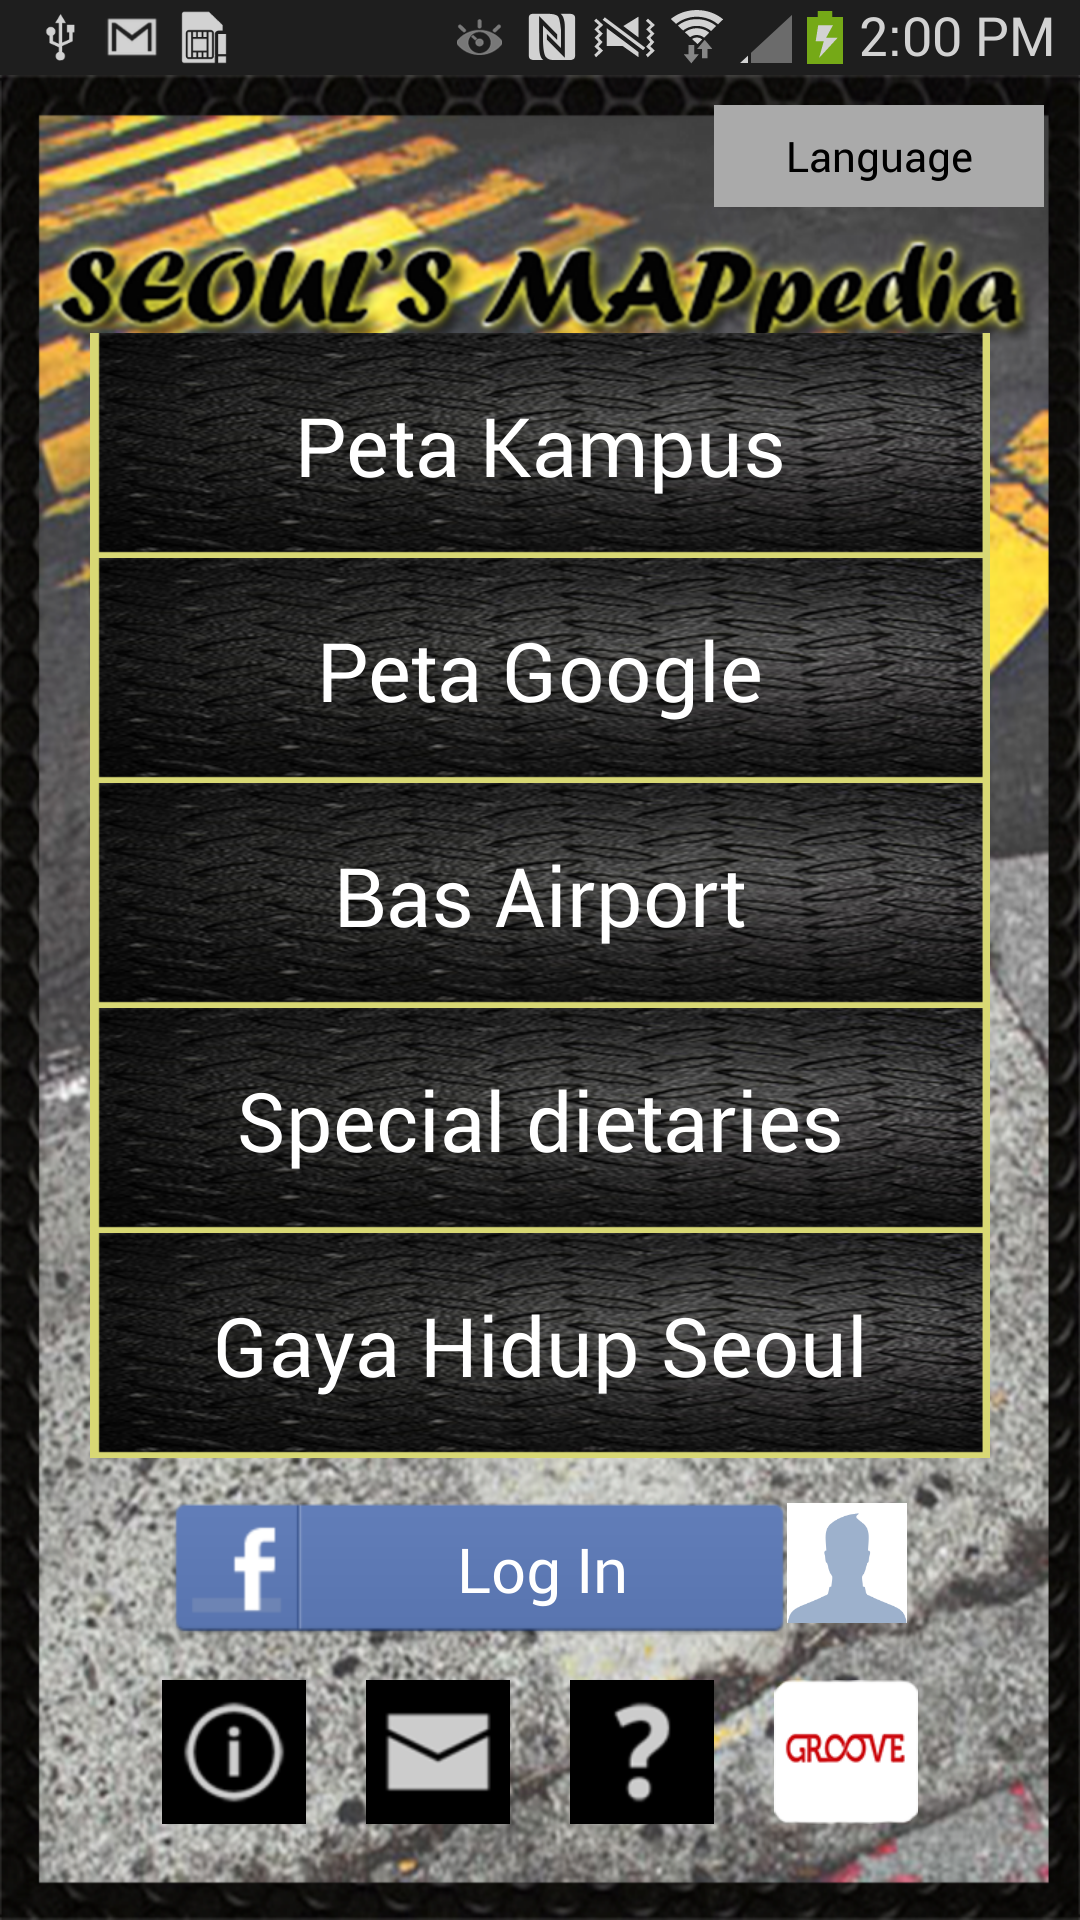 2:00 PM
Language
SEOUL'S MAPpedia
Peta Kampus
Peta Google
Bas Airport
Special dietaries
Gaya Hidup Seoul
f Log In
i ? GROOVE